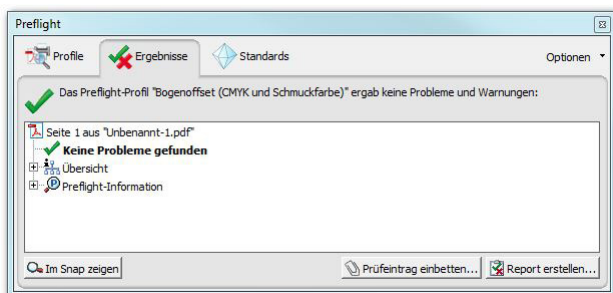 Preflight
Profile
Ergebnisse
Standards
Optionen
Das Preflight-Profil "Bogenoffset (CMYK und Schmuckfarbe)" ergab keine Probleme und Warnungen:
Seite 1 aus "Unbenannt-1.pdf"
Keine Probleme gefunden
Übersicht
Preflight-Information
Im Snap zeigen
Prüfeintrag einbetten...
Report erstellen...